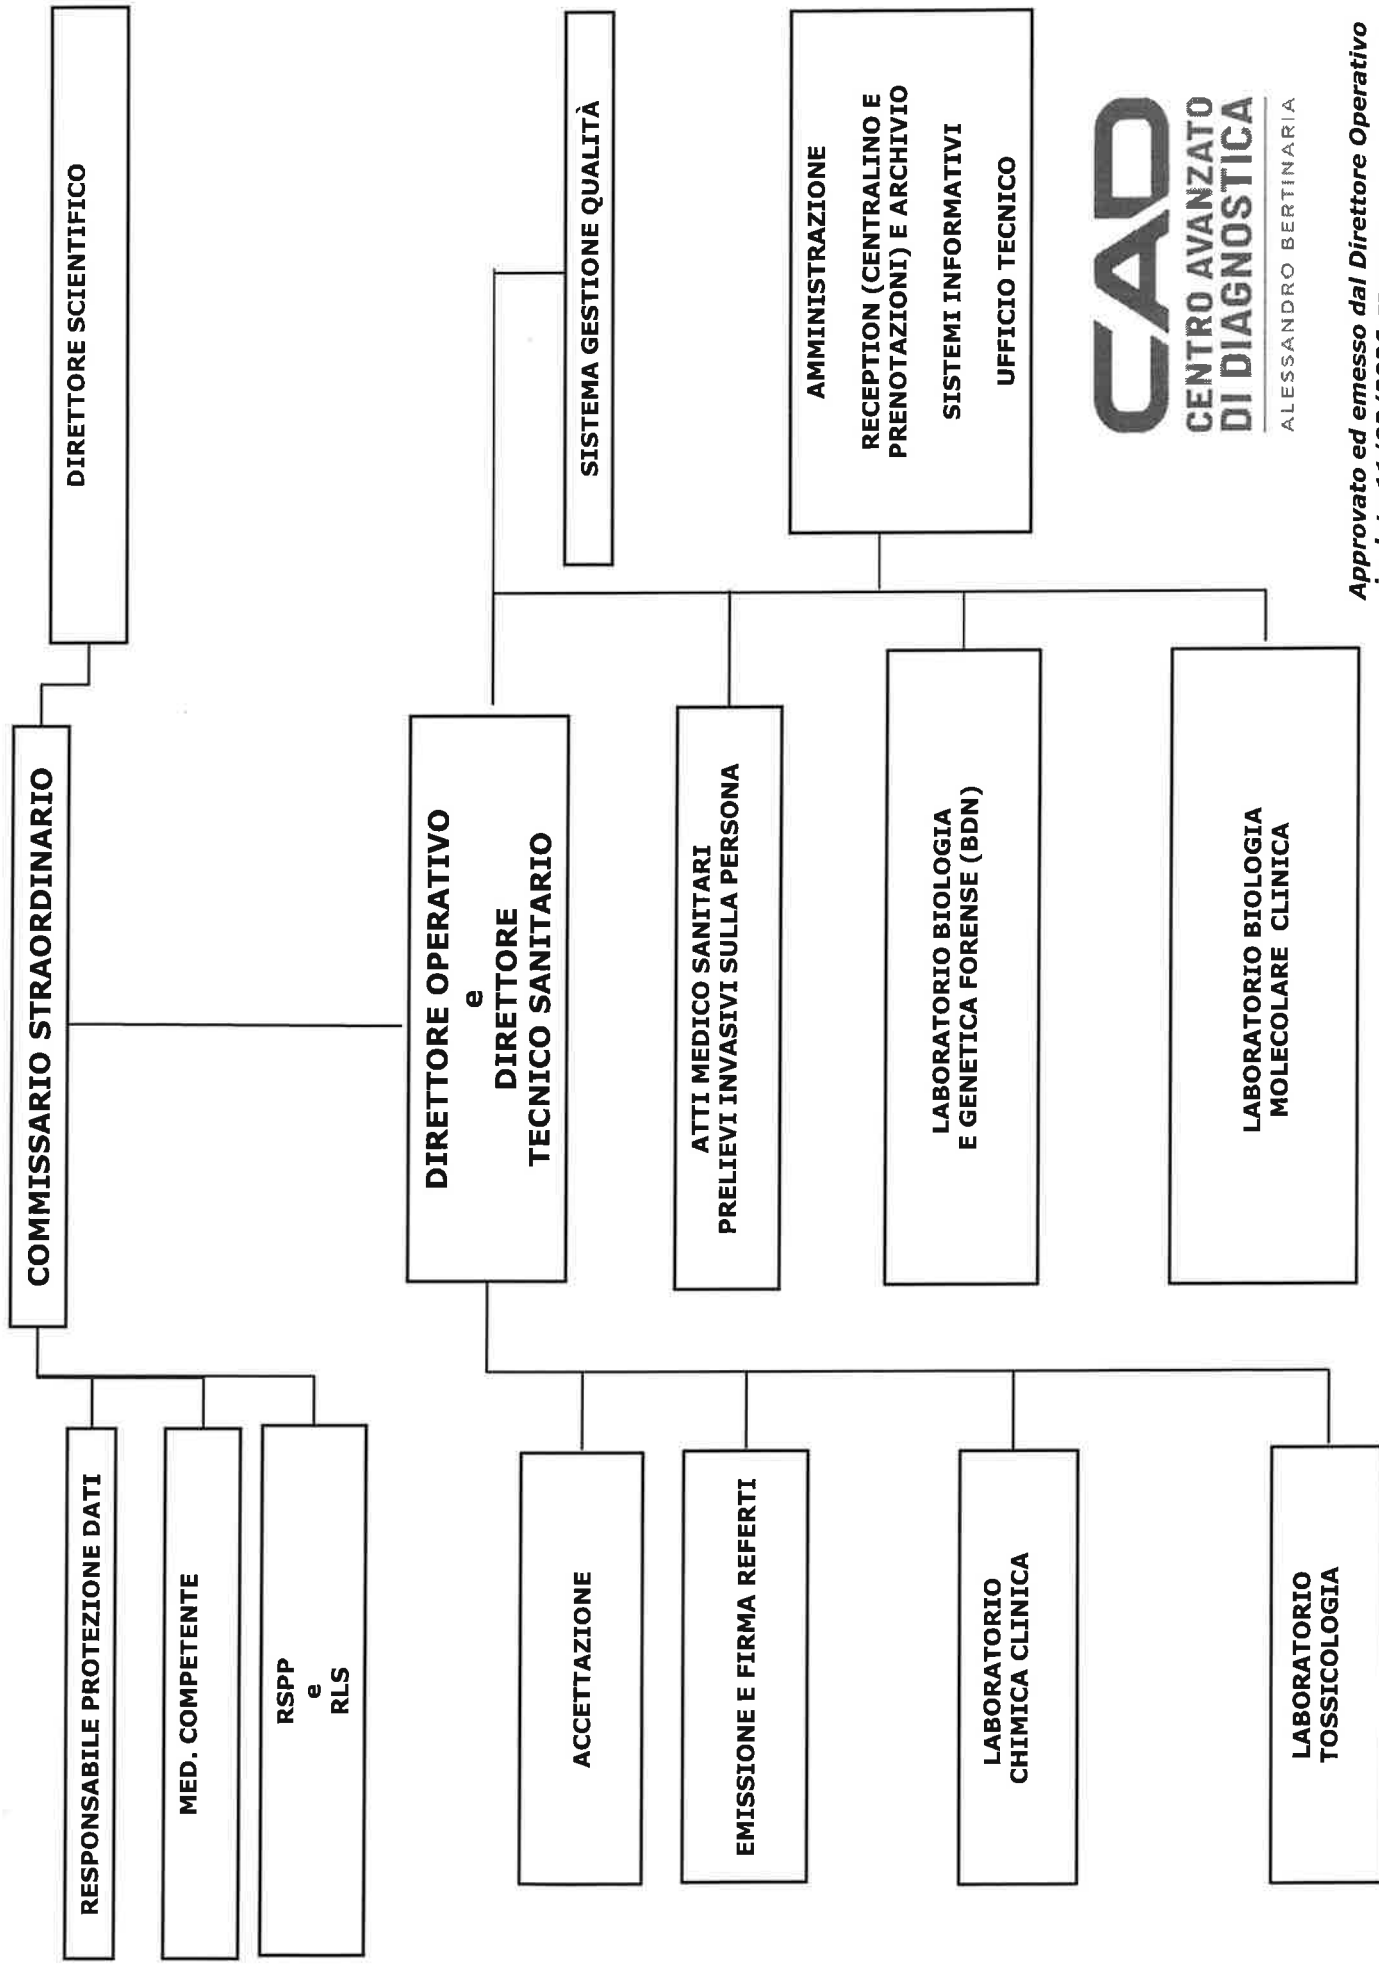 COMMISSARIO STRAORDINARIO
DIRETTORE SCIENTIFICO
RESPONSABILE PROTEZIONE DATI
MED. COMPETENTE
RSPP
e
RLS
DIRETTORE OPERATIVO
e
DIRETTORE
TECNICO SANITARIO
SISTEMA GESTIONE QUALITÀ
ACCETTAZIONE
EMISSIONE E FIRMA REFERTI
LABORATORIO
CHIMICA CLINICA
LABORATORIO
TOSSICOLOGIA
ATTI MEDICO SANITARI
PRELIEVI INVASIVI SULLA PERSONA
LABORATORIO BIOLOGIA
E GENETICA FORENSE (BDN)
LABORATORIO BIOLOGIA
MOLECOLARE CLINICA
AMMINISTRAZIONE
RECEPTION (CENTRALINO E
PRENOTAZIONI) E ARCHIVIO
SISTEMI INFORMATIVI
UFFICIO TECNICO
CAD
CENTRO AVANZATO
DI DIAGNOSTICA
ALESSANDRO BERTINARIA
Approvato ed emesso dal Direttore Operativo